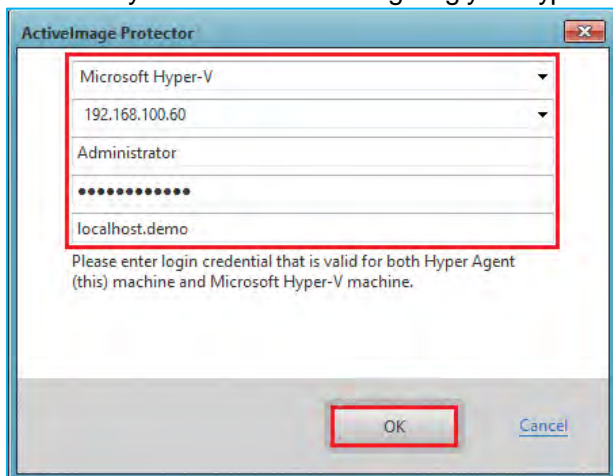 ActiveImage Protector
Microsoft Hyper-V
192.168.100.60
Administrator
●●●●●●●●●●●●
localhost.demo
Please enter login credential that is valid for both Hyper Agent
(this) machine and Microsoft Hyper-V machine.
OK Cancel